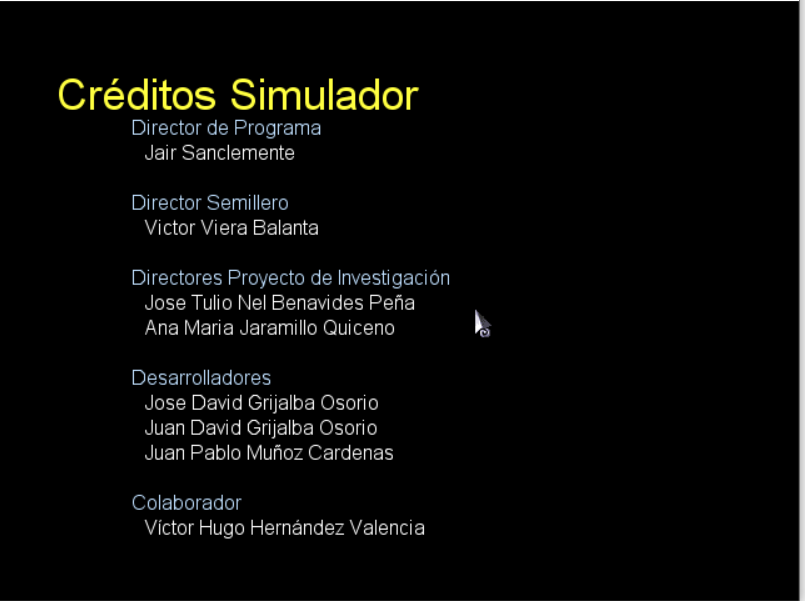 Créditos Simulador
Director de Programa
Jair Sanclemente
Director Semillero
Victor Viera Balanta
Directores Proyecto de Investigación
Jose Tulio Nel Benavides Peña
Ana Maria Jaramillo Quiceno
Desarrolladores
Jose David Grijalba Osorio
Juan David Grijalba Osorio
Juan Pablo Muñoz Cardenas
Colaborador
Víctor Hugo Hernández Valencia